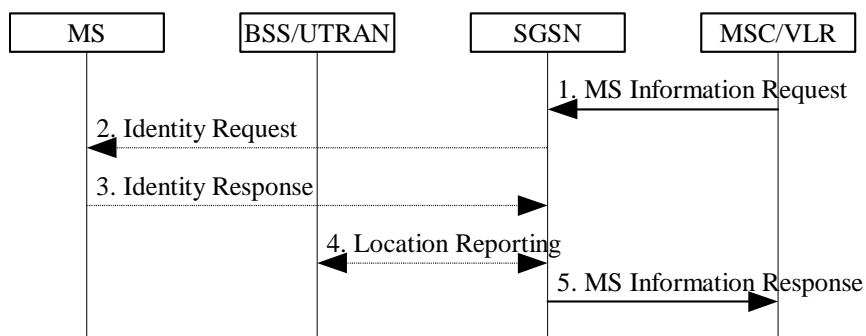 MS
BSS/UTRAN
SGSN
MSC/VLR
1. MS Information Request
2. Identity Request
3. Identity Response
4. Location Reporting
5. MS Information Response